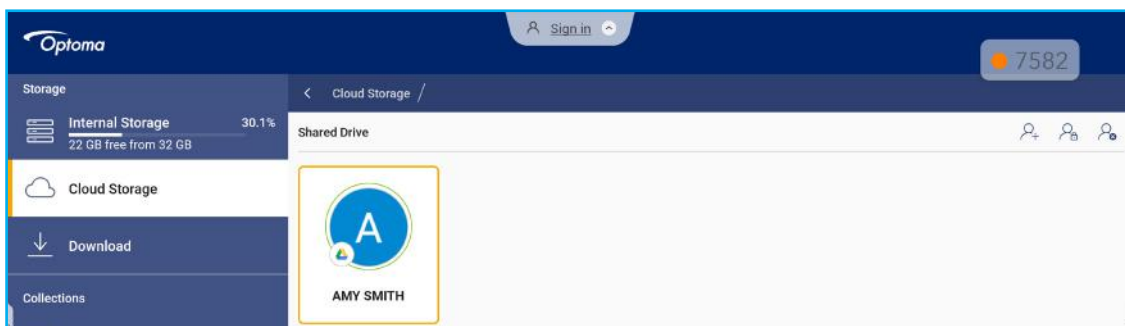 Optoma
Sign in
7582
Storage
Internal Storage 30.1%
22 GB free from 32 GB
Cloud Storage
Download
Collections
Cloud Storage /
Shared Drive
A
AMY SMITH